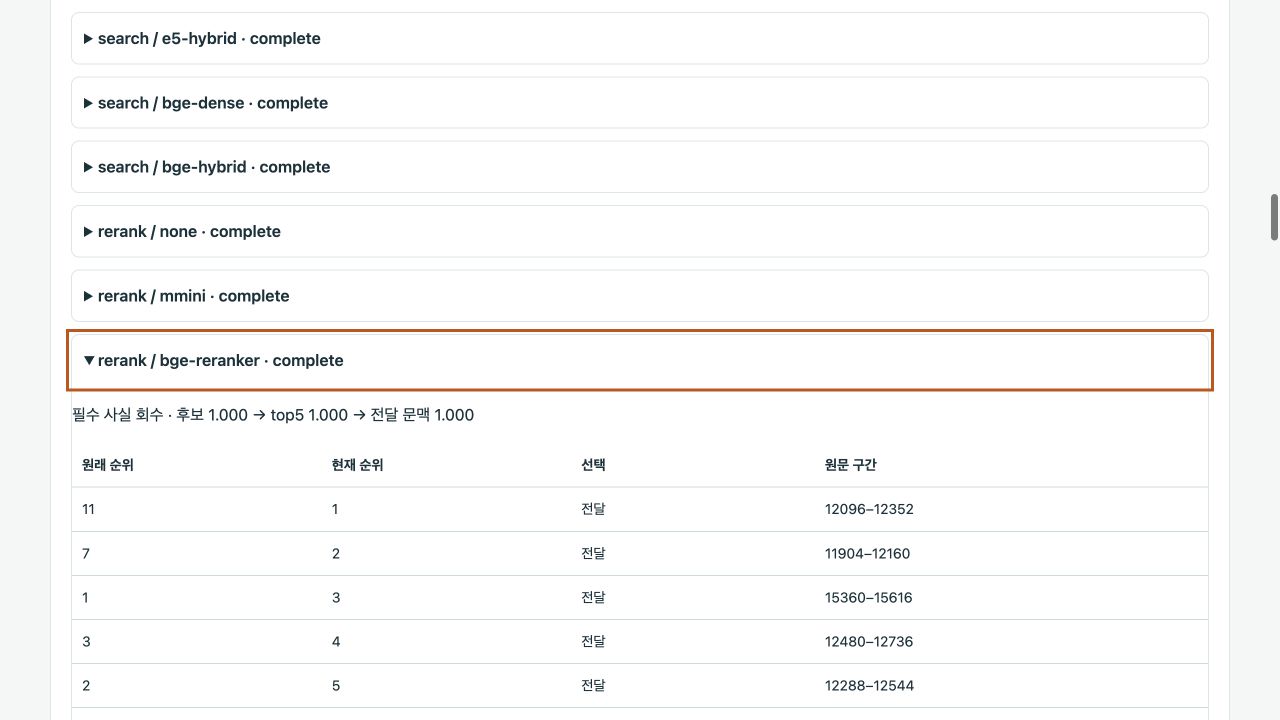 ▶ search / e5-hybrid · complete
▶ search / bge-dense · complete
▶ search / bge-hybrid · complete
▶ rerank / none · complete
▶ rerank / mmini · complete
▼ rerank / bge-reranker · complete
필수 사실 회수 · 후보 1.000 → top5 1.000 → 전달 문맥 1.000
원래 순위 현재 순위 선택 원문 구간
11 1 전달 12096–12352
7 2 전달 11904–12160
1 3 전달 15360–15616
3 4 전달 12480–12736
2 5 전달 12288–12544